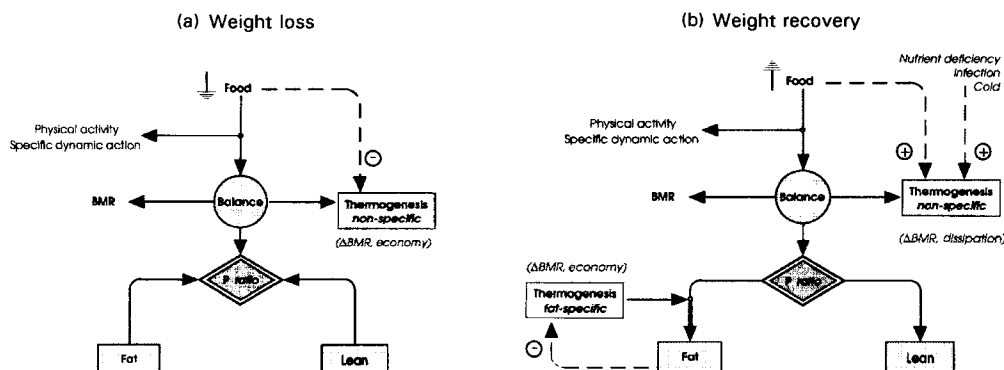 (a) Weight loss
Food
Physical activity
Specific dynamic action
−
BMR
Balance
Thermogenesis
non-specific
(ΔBMR, economy)
P ratio
Fat
Lean
(b) Weight recovery
Nutrient deficiency
Infection
Cold
Food
Physical activity
Specific dynamic action
+
+
BMR
Balance
Thermogenesis
non-specific
(ΔBMR, dissipation)
(ΔBMR, economy)
P ratio
Thermogenesis
fat-specific
−
Fat
Lean